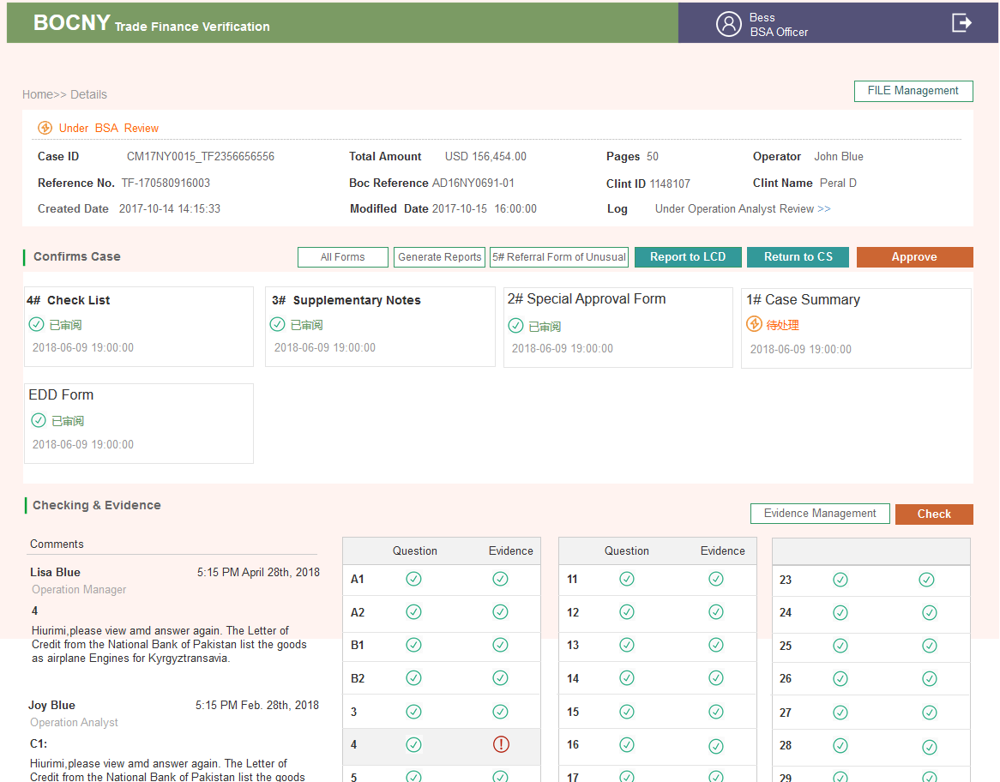 BOCNY Trade Finance Verification
Bess
BSA Officer
Home>> Details
FILE Management
Under BSA Review
Case ID CM17NY0015_TF2356656556 Total Amount USD 156,454.00 Pages 50 Operator John Blue
Reference No. TF-170580916003 Boc Reference AD16NY0691-01 Clint ID 1148107 Clint Name Peral D
Created Date 2017-10-14 14:15:33 Modifled Date 2017-10-15 16:00:00 Log Under Operation Analyst Review >>
Confirms Case
All Forms Generate Reports 5# Referral Form of Unusual Report to LCD Return to CS Approve
4# Check List
已审阅
2018-06-09 19:00:00
3# Supplementary Notes
已审阅
2018-06-09 19:00:00
2# Special Approval Form
已审阅
2018-06-09 19:00:00
1# Case Summary
待处理
2018-06-09 19:00:00
EDD Form
已审阅
2018-06-09 19:00:00
Checking & Evidence
Evidence Management Check
Comments
Lisa Blue 5:15 PM April 28th, 2018
Operation Manager
4
Hiurimi,please view amd answer again. The Letter of
Credit from the National Bank of Pakistan list the goods
as airplane Engines for Kyrgyztransavia.
Joy Blue 5:15 PM Feb. 28th, 2018
Operation Analyst
C1:
Hiurimi,please view amd answer again. The Letter of
Credit from the National Bank of Pakistan list the goods
Question Evidence
A1
A2
B1
B2
3
4
5
Question Evidence
11
12
13
14
15
16
17
23
24
25
26
27
28
29